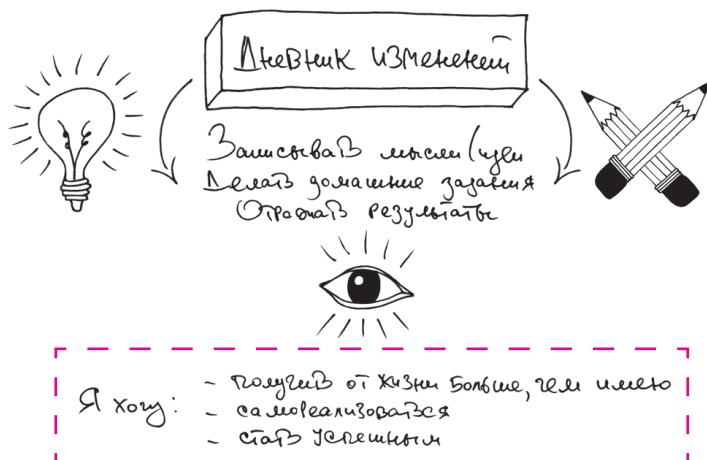 Дневник изменений
Записывать мысли/идеи
Делать домашние задания
Отражать результаты
Я хочу:
- получить от жизни больше, чем имею
- самореализоваться
- стать успешным